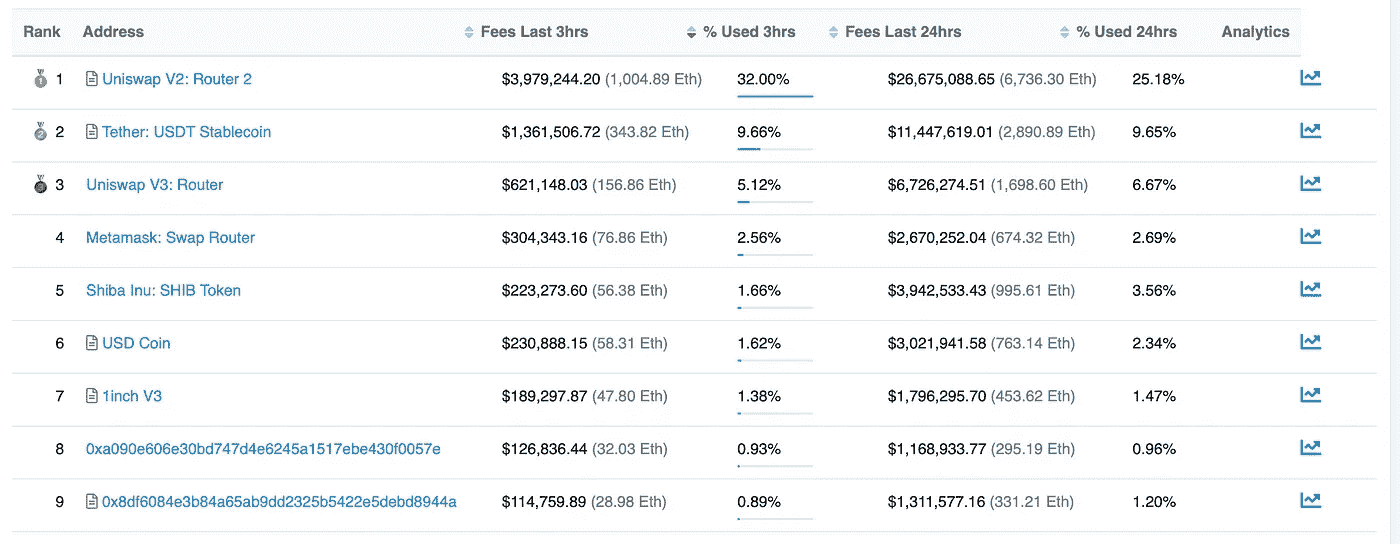 Rank Address Fees Last 3hrs % Used 3hrs Fees Last 24hrs % Used 24hrs Analytics
1 Uniswap V2: Router 2 $3,979,244.20 (1,004.89 Eth) 32.00% $26,675,088.65 (6,736.30 Eth) 25.18%
2 Tether: USDT Stablecoin $1,361,506.72 (343.82 Eth) 9.66% $11,447,619.01 (2,890.89 Eth) 9.65%
3 Uniswap V3: Router $621,148.03 (156.86 Eth) 5.12% $6,726,274.51 (1,698.60 Eth) 6.67%
4 Metamask: Swap Router $304,343.16 (76.86 Eth) 2.56% $2,670,252.04 (674.32 Eth) 2.69%
5 Shiba Inu: SHIB Token $223,273.60 (56.38 Eth) 1.66% $3,942,533.43 (995.61 Eth) 3.56%
6 USD Coin $230,888.15 (58.31 Eth) 1.62% $3,021,941.58 (763.14 Eth) 2.34%
7 1inch V3 $189,297.87 (47.80 Eth) 1.38% $1,796,295.70 (453.62 Eth) 1.47%
8 0xa090e606e30bd747d4e6245a1517ebe430f0057e $126,836.44 (32.03 Eth) 0.93% $1,168,933.77 (295.19 Eth) 0.96%
9 0x8df6084e3b84a65ab9dd2325b5422e5debd8944a $114,759.89 (28.98 Eth) 0.89% $1,311,577.16 (331.21 Eth) 1.20%